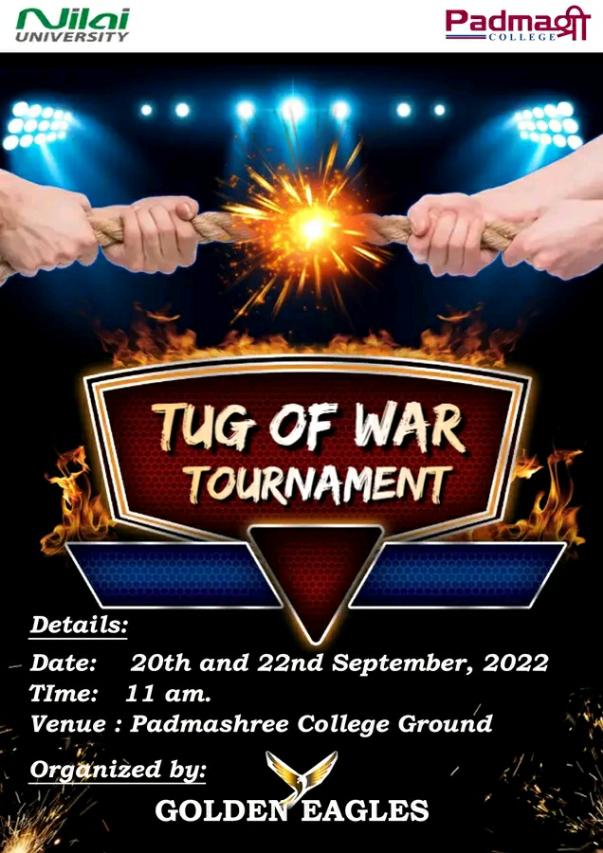 Nilai
UNIVERSITY
Padmaश्री
COLLEGE
TUG OF WAR
TOURNAMENT
Details:
Date: 20th and 22nd September, 2022
TIme: 11 am.
Venue : Padmashree College Ground
Organized by:
GOLDEN EAGLES